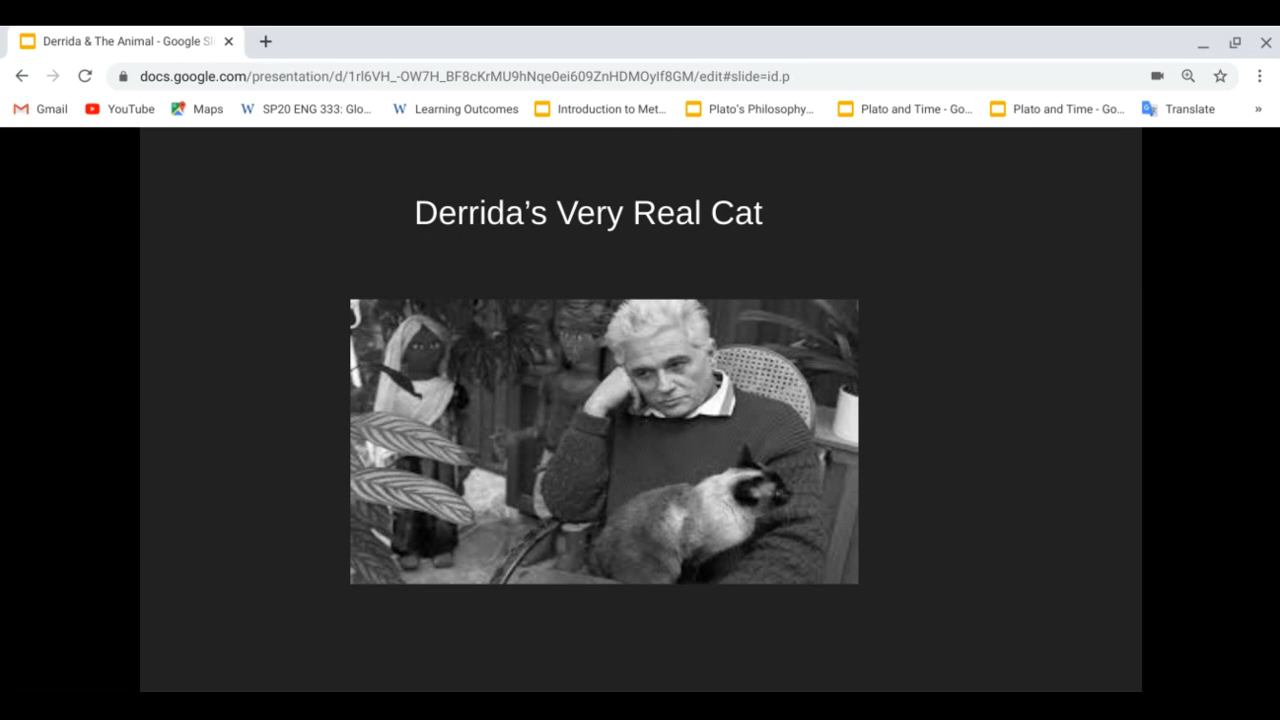 Derrida & The Animal - Google Sl
docs.google.com/presentation/d/1rl6VH_-OW7H_BF8cKrMU9hNqe0ei609ZnHDMOyIf8GM/edit#slide=id.p
Gmail YouTube Maps SP20 ENG 333: Glo... Learning Outcomes Introduction to Met... Plato's Philosophy... Plato and Time - Go... Plato and Time - Go... Translate »
Derrida’s Very Real Cat